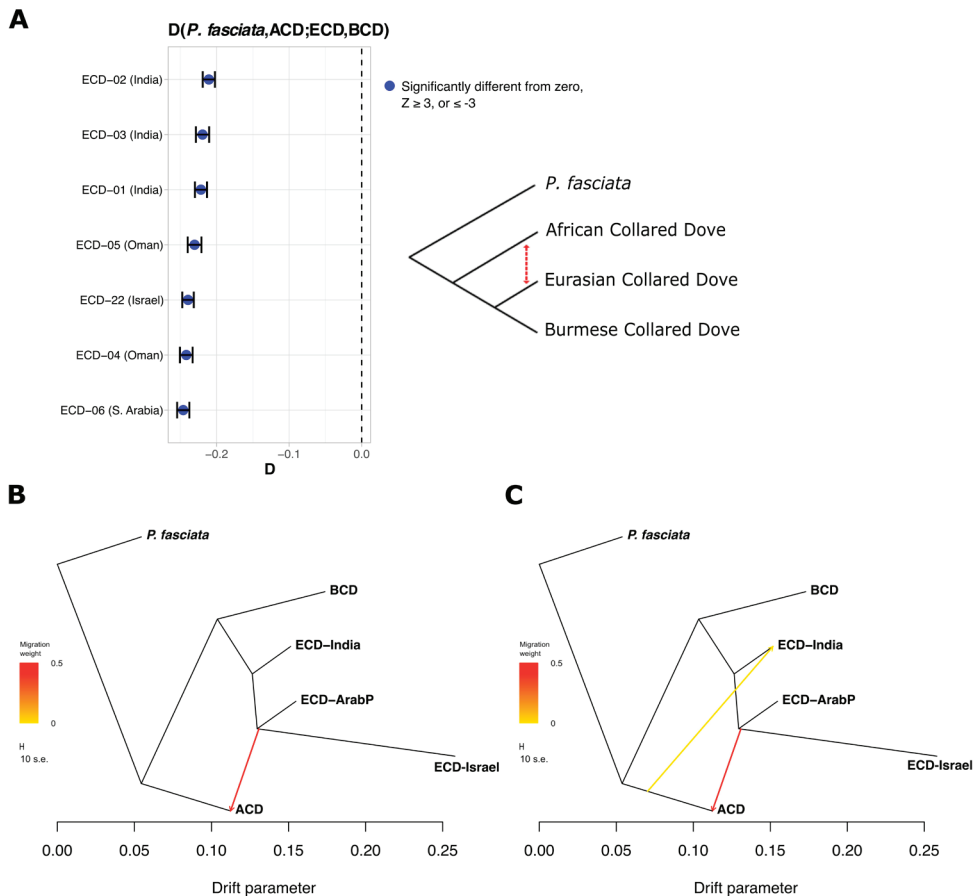 A
D(P. fasciata,ACD;ECD,BCD)
ECD−02 (India)
ECD−03 (India)
ECD−01 (India)
ECD−05 (Oman)
ECD−22 (Israel)
ECD−04 (Oman)
ECD−06 (S. Arabia)
−0.2 −0.1 0.0
D
Significantly different from zero,
Z ≥ 3, or ≤ -3
P. fasciata
African Collared Dove
Eurasian Collared Dove
Burmese Collared Dove
B
P. fasciata
BCD
ECD−India
ECD−ArabP
ECD-Israel
ACD
Migration
weight
0.5
0
10 s.e.
0.00 0.05 0.10 0.15 0.20 0.25
Drift parameter
C
P. fasciata
BCD
ECD−India
ECD−ArabP
ECD-Israel
ACD
Migration
weight
0.5
0
10 s.e.
0.00 0.05 0.10 0.15 0.20 0.25
Drift parameter